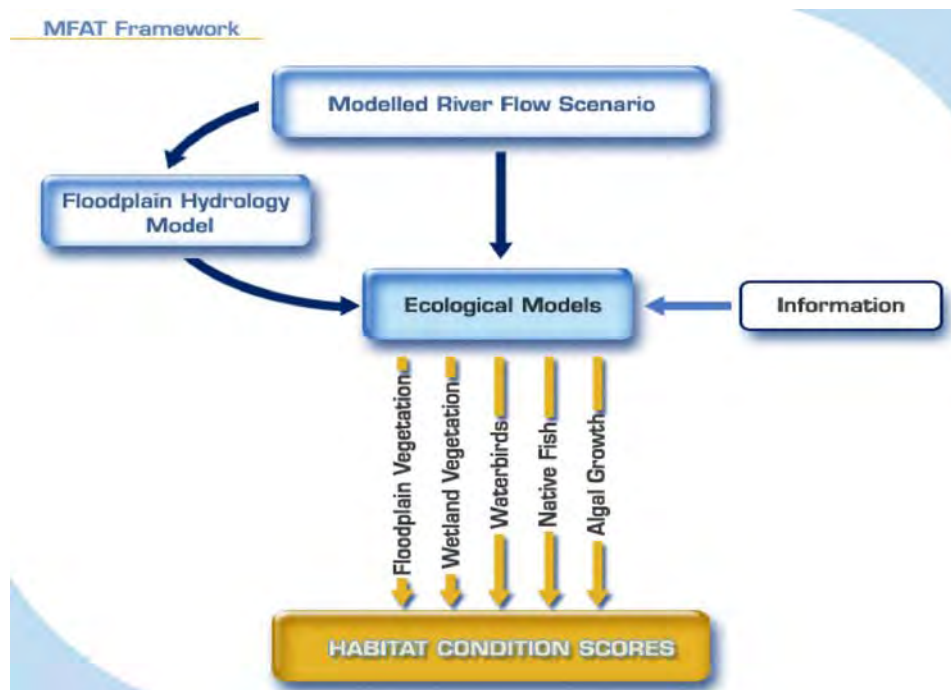 MFAT Framework
Modelled River Flow Scenario
Floodplain Hydrology
Model
Ecological Models
Information
Floodplain Vegetation
Wetland Vegetation
Waterbirds
Native Fish
Algal Growth
HABITAT CONDITION SCORES